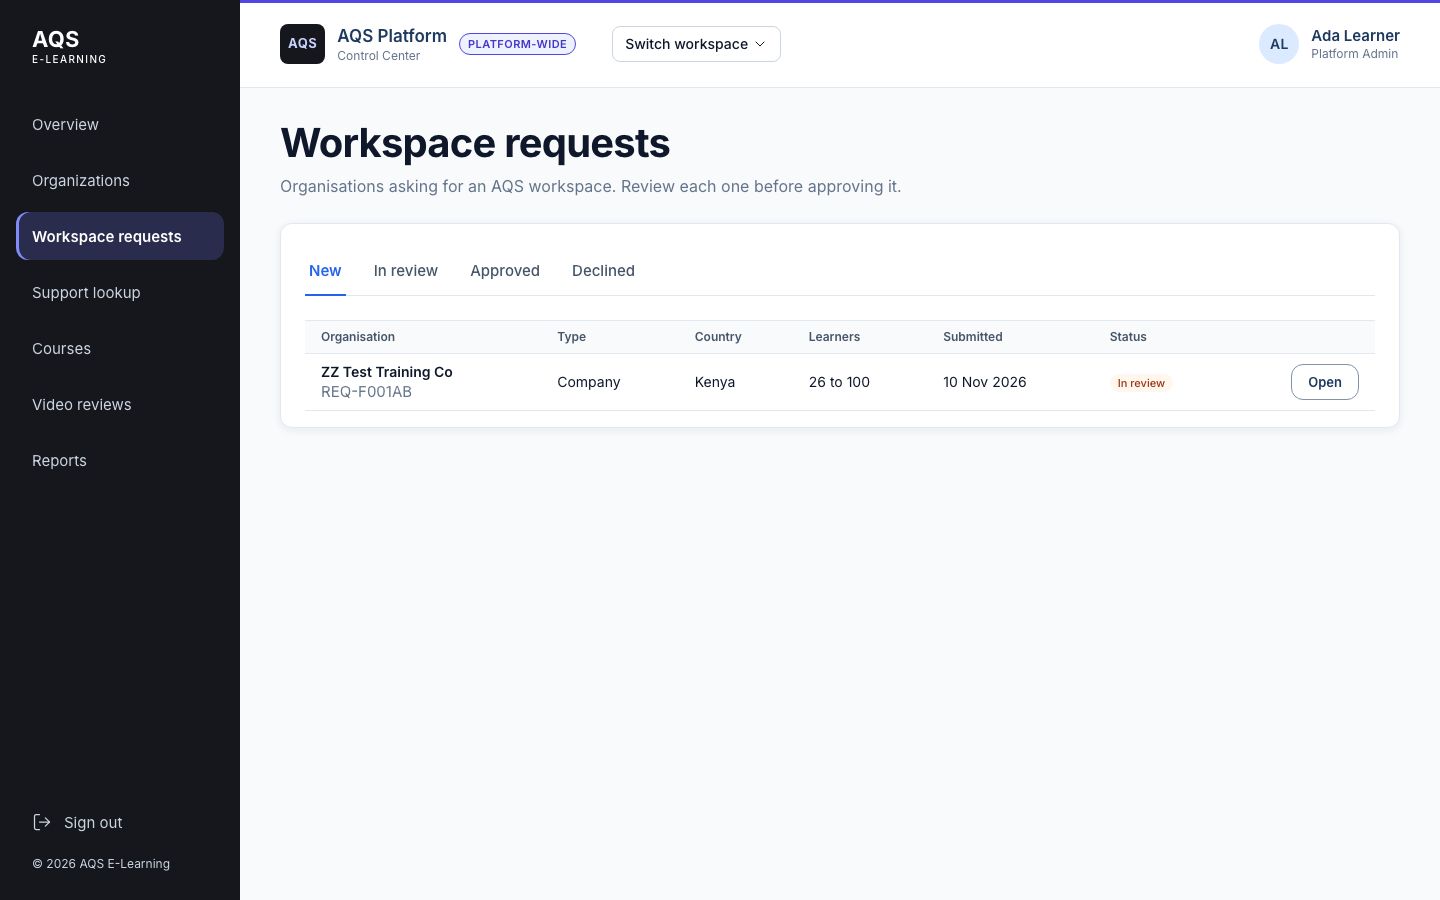 AQS
E-LEARNING
Overview
Organizations
Workspace requests
Support lookup
Courses
Video reviews
Reports
Sign out
© 2026 AQS E-Learning
AQS
AQS Platform
Control Center
PLATFORM-WIDE
Switch workspace
AL
Ada Learner
Platform Admin
Workspace requests
Organisations asking for an AQS workspace. Review each one before approving it.
New In review Approved Declined
Organisation Type Country Learners Submitted Status
ZZ Test Training Co
REQ-F001AB
Company Kenya 26 to 100 10 Nov 2026 In review Open